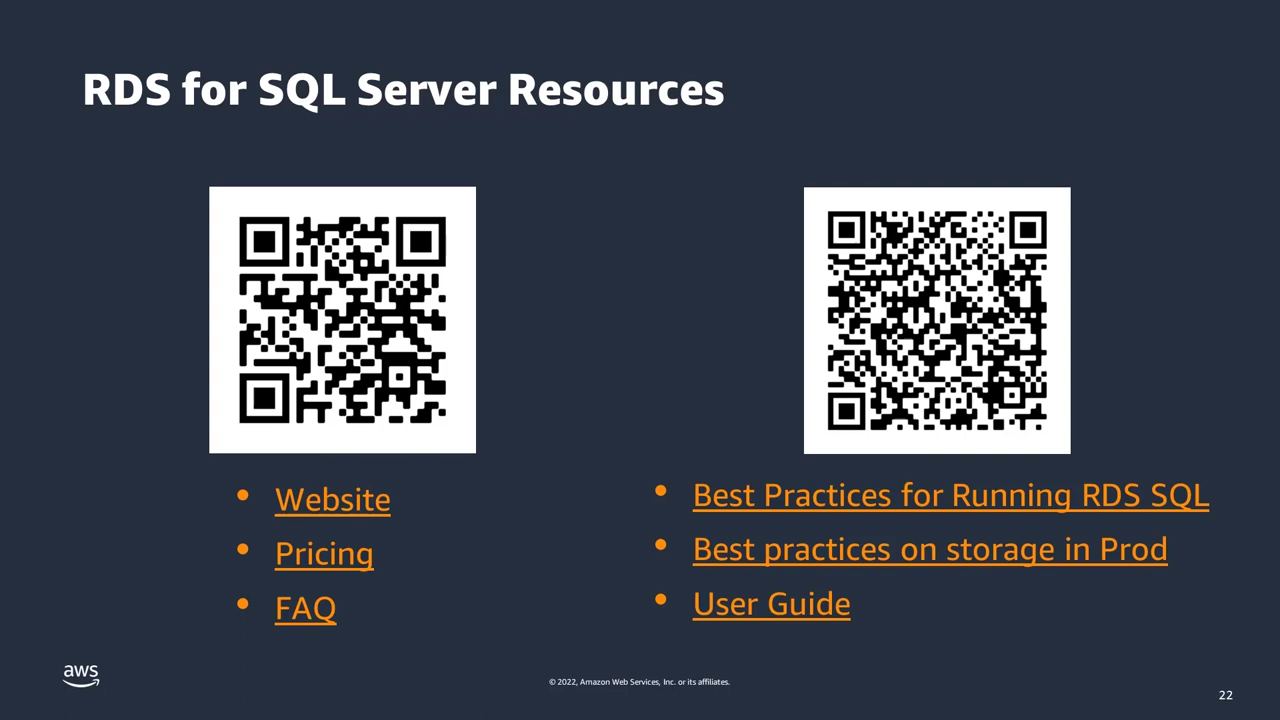 RDS for SQL Server Resources
• Website
• Pricing
• FAQ
• Best Practices for Running RDS SQL
• Best practices on storage in Prod
• User Guide
aws
© 2022, Amazon Web Services, Inc. or its affiliates.
22